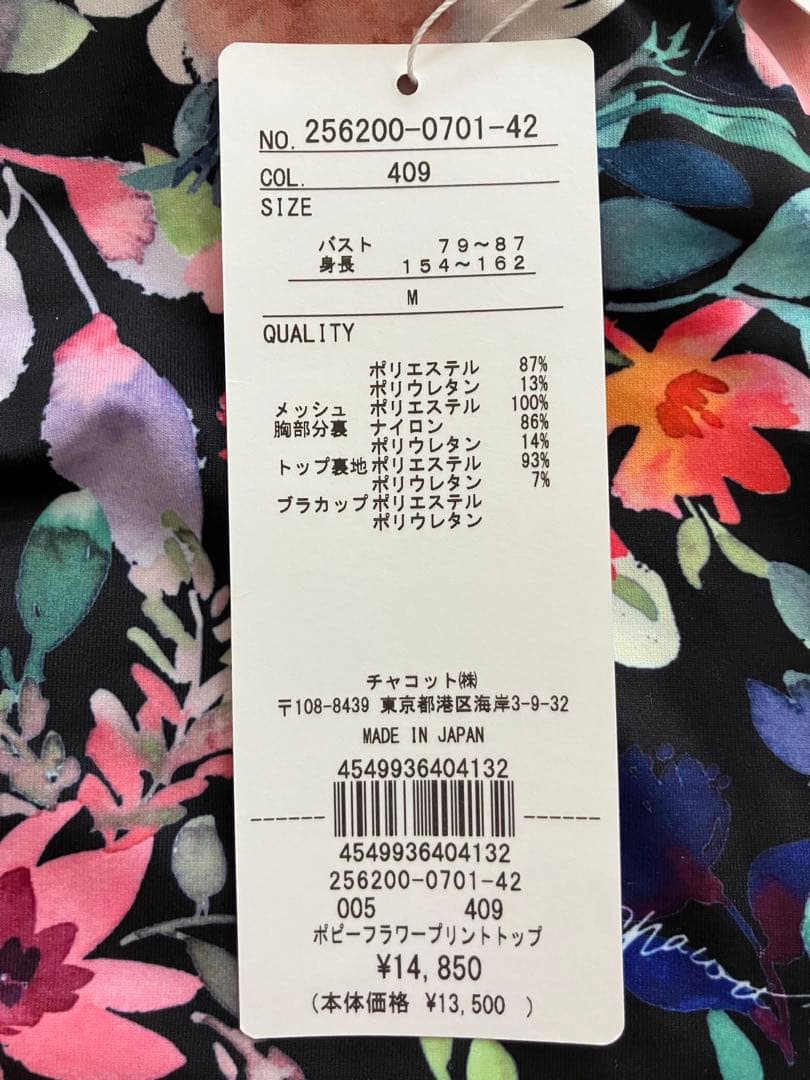 NO. 256200-0701-42
COL. 409
SIZE
バスト 79～87
身長 154～162
M
QUALITY
ポリエステル 87%
ポリウレタン 13%
メッシュ ポリエステル 100%
胸部分裏 ナイロン 86%
ポリウレタン 14%
トップ裏地 ポリエステル 93%
ポリウレタン 7%
ブラカップ ポリエステル
ポリウレタン
チャコット㈱
〒108-8439 東京都港区海岸3-9-32
MADE IN JAPAN
4549936404132
4549936404132
256200-0701-42
005 409
ポピーフラワープリントトップ
¥14,850
(本体価格 ¥13,500 )